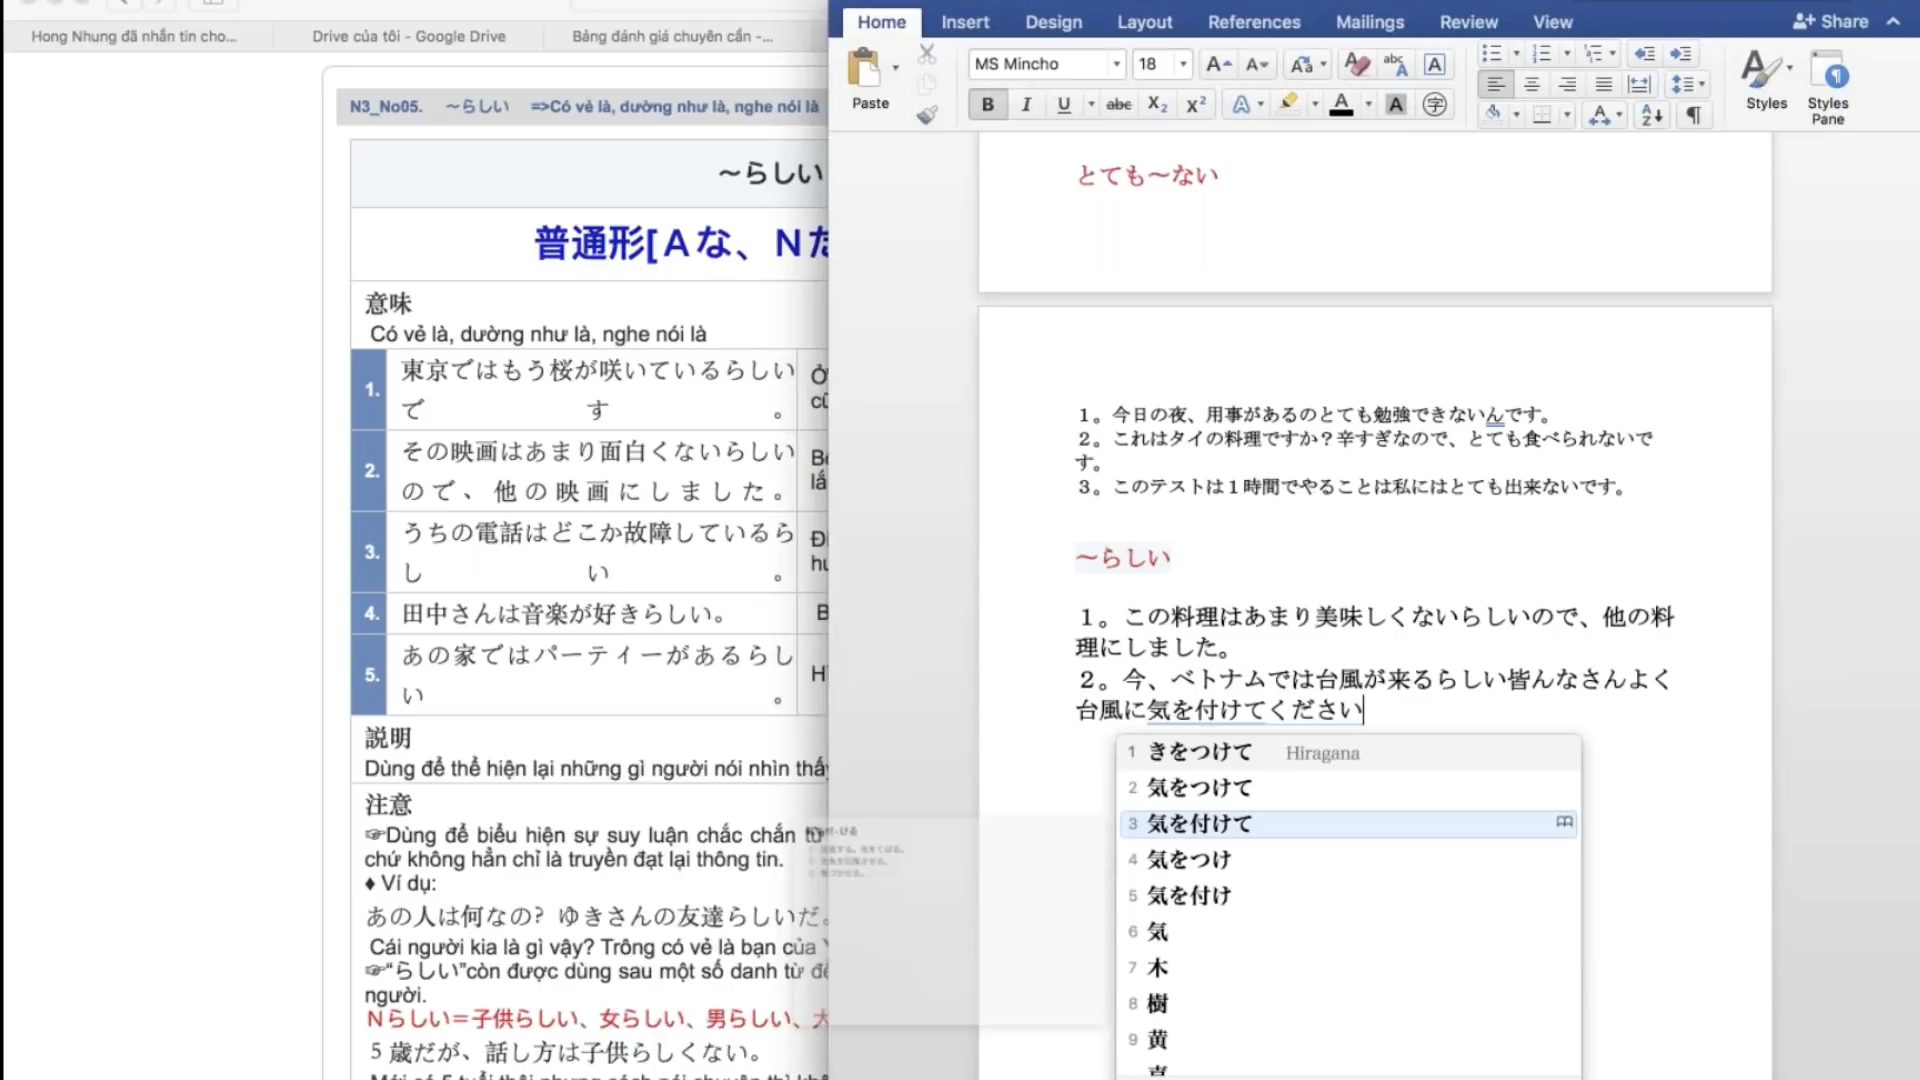 Hong Nhung đã nhắn tin cho...
Drive của tôi - Google Drive
Bảng đánh giá chuyên cần -...
N3_No05. ～らしい =>Có vẻ là, dường như là, nghe nói là
～らしい
普通形[Aな、Nだ
意味
Có vẻ là, dường như là, nghe nói là
1. 東京ではもう桜が咲いているらしい
です。
2. その映画はあまり面白くないらしい
ので、他の映画にしました。
3. うちの電話はどこか故障しているら
しい。
4. 田中さんは音楽が好きらしい。
5. あの家ではパーティーがあるらし
い。
説明
Dùng để thể hiện lại những gì người nói nhìn thấy
注意
☞Dùng để biểu hiện sự suy luận chắc chắn từ
chứ không hẳn chỉ là truyền đạt lại thông tin.
♦ Ví dụ:
あの人は何なの? ゆきさんの友達らしいだ。
Cái người kia là gì vậy? Trông có vẻ là bạn của
☞“らしい”còn được dùng sau một số danh từ để
người.
Nらしい＝子供らしい、女らしい、男らしい、大
5歳だが、話し方は子供らしくない。
Home
Insert
Design
Layout
References
Mailings
Review
View
Share
Paste
MS Mincho
18
Styles
Styles
Pane
とても～ない
１。今日の夜、用事があるのとても勉強できないんです。
２。これはタイの料理ですか？辛すぎなので、とても食べられないで
す。
３。このテストは１時間でやることは私にはとても出来ないです。
～らしい
１。この料理はあまり美味しくないらしいので、他の料
理にしました。
２。今、ベトナムでは台風が来るらしい皆んなさんよく
台風に気を付けてください
1 きをつけて Hiragana
2 気をつけて
3 気を付けて
4 気をつけ
5 気を付け
6 気
7 木
8 樹
9 黄